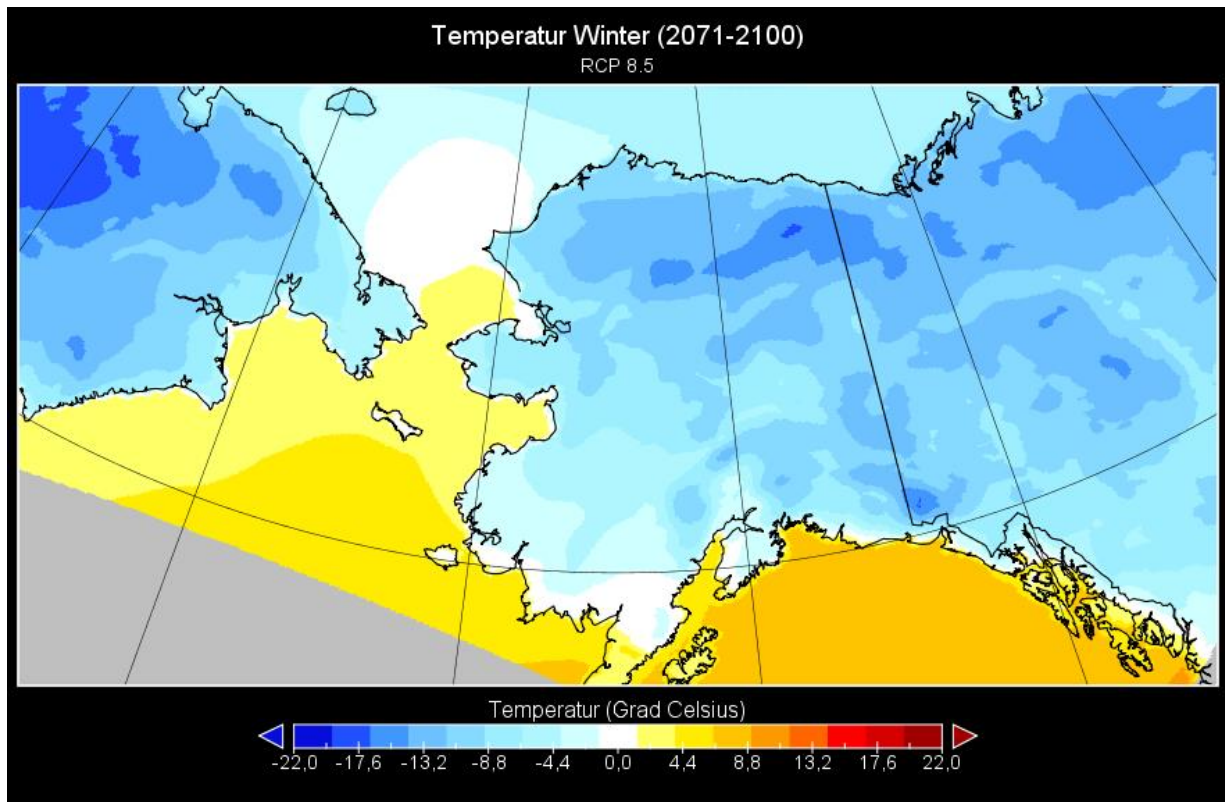 Temperatur Winter (2071-2100)
RCP 8.5
Temperatur (Grad Celsius)
-22,0 -17,6 -13,2 -8,8 -4,4 0,0 4,4 8,8 13,2 17,6 22,0